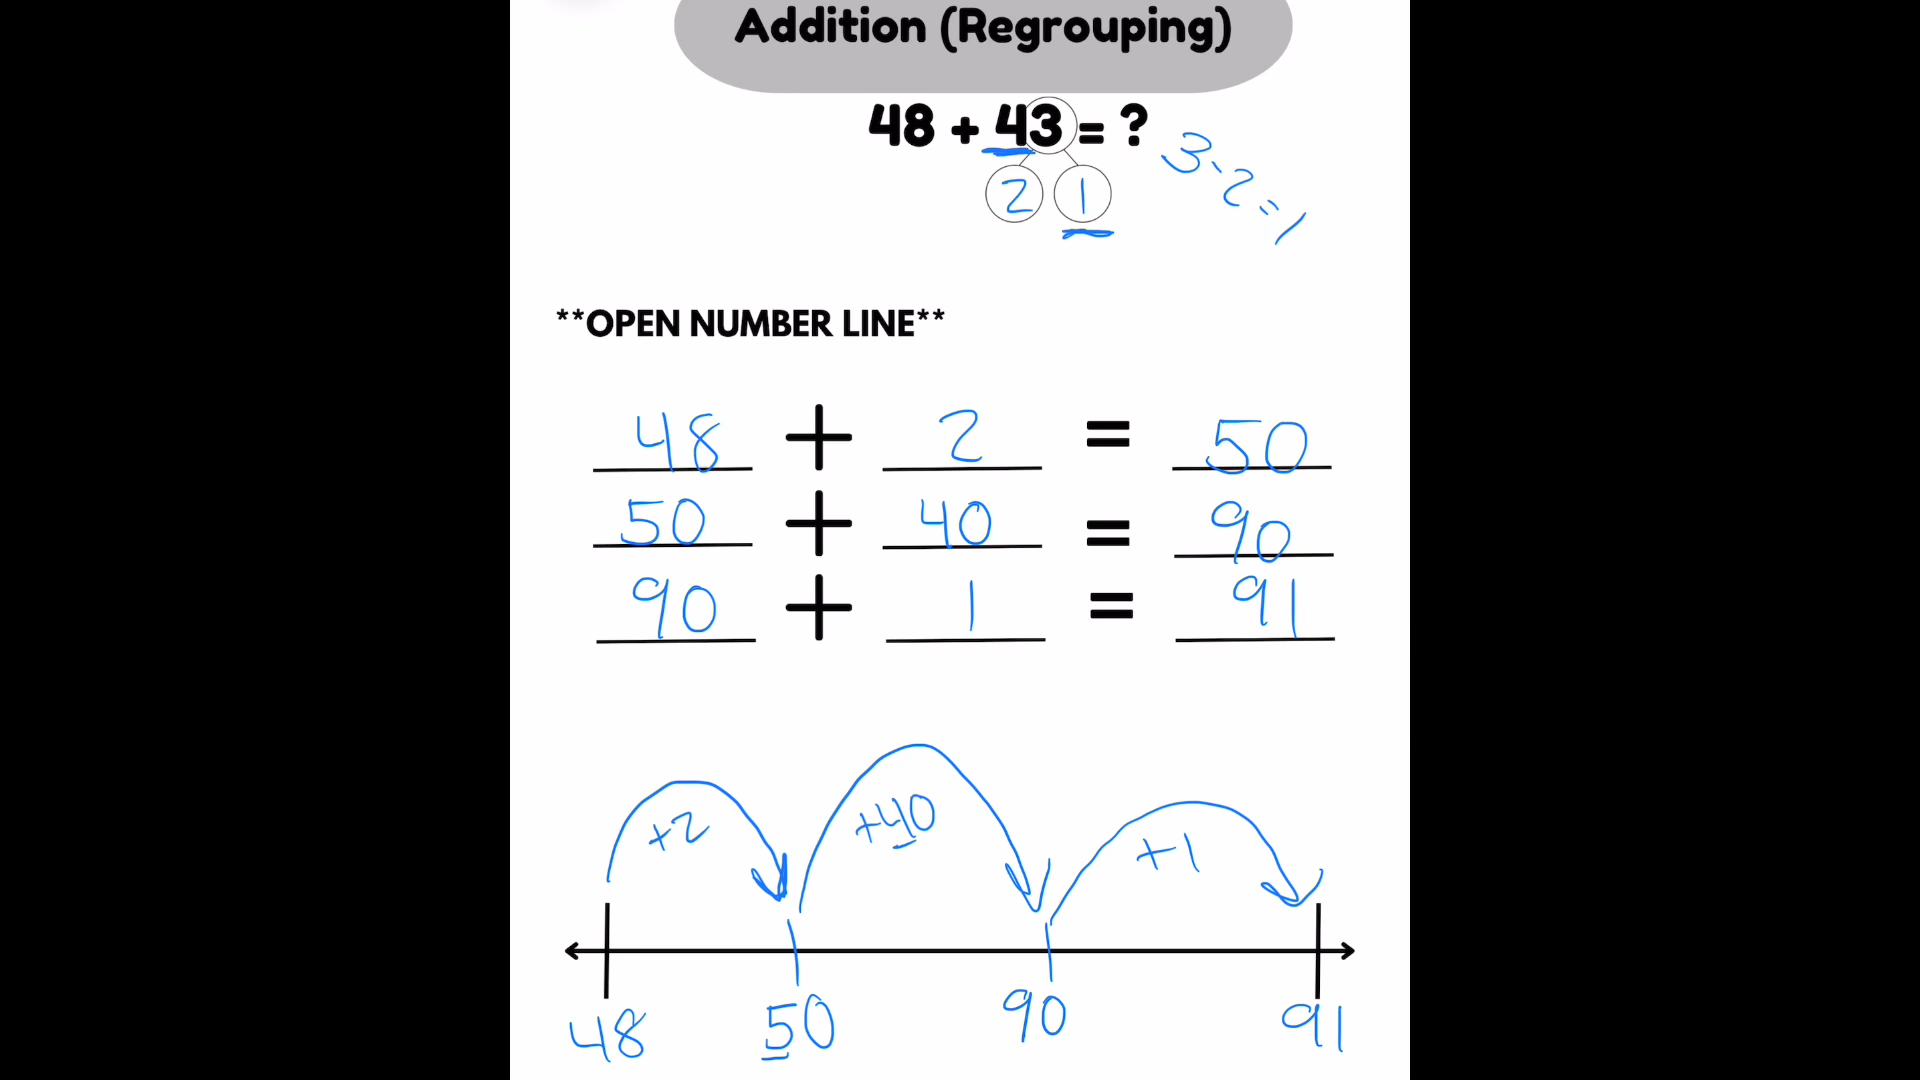 Addition (Regrouping)
48 + 43 = ?
3-2=1
2 1
**OPEN NUMBER LINE**
48 + 2 = 50
50 + 40 = 90
90 + 1 = 91
+2 +40 +1
48 50 90 91